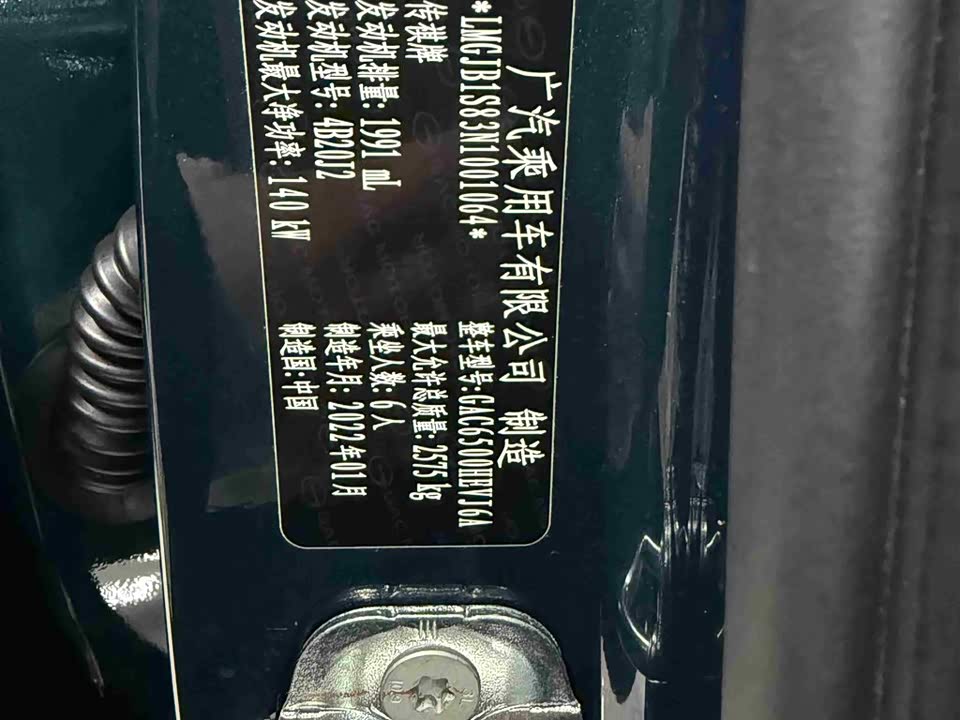 广汽乘用车有限公司 制造
*LMGJB1S83N1001064*
整车型号:GAC6500HEVJ6A
传祺牌
最大允许总质量:2575 kg
发动机排量:1991 mL
乘坐人数:6人
发动机型号:4B20J2
制造年月:2022年01月
发动机最大净功率:140 kW
制造国:中国